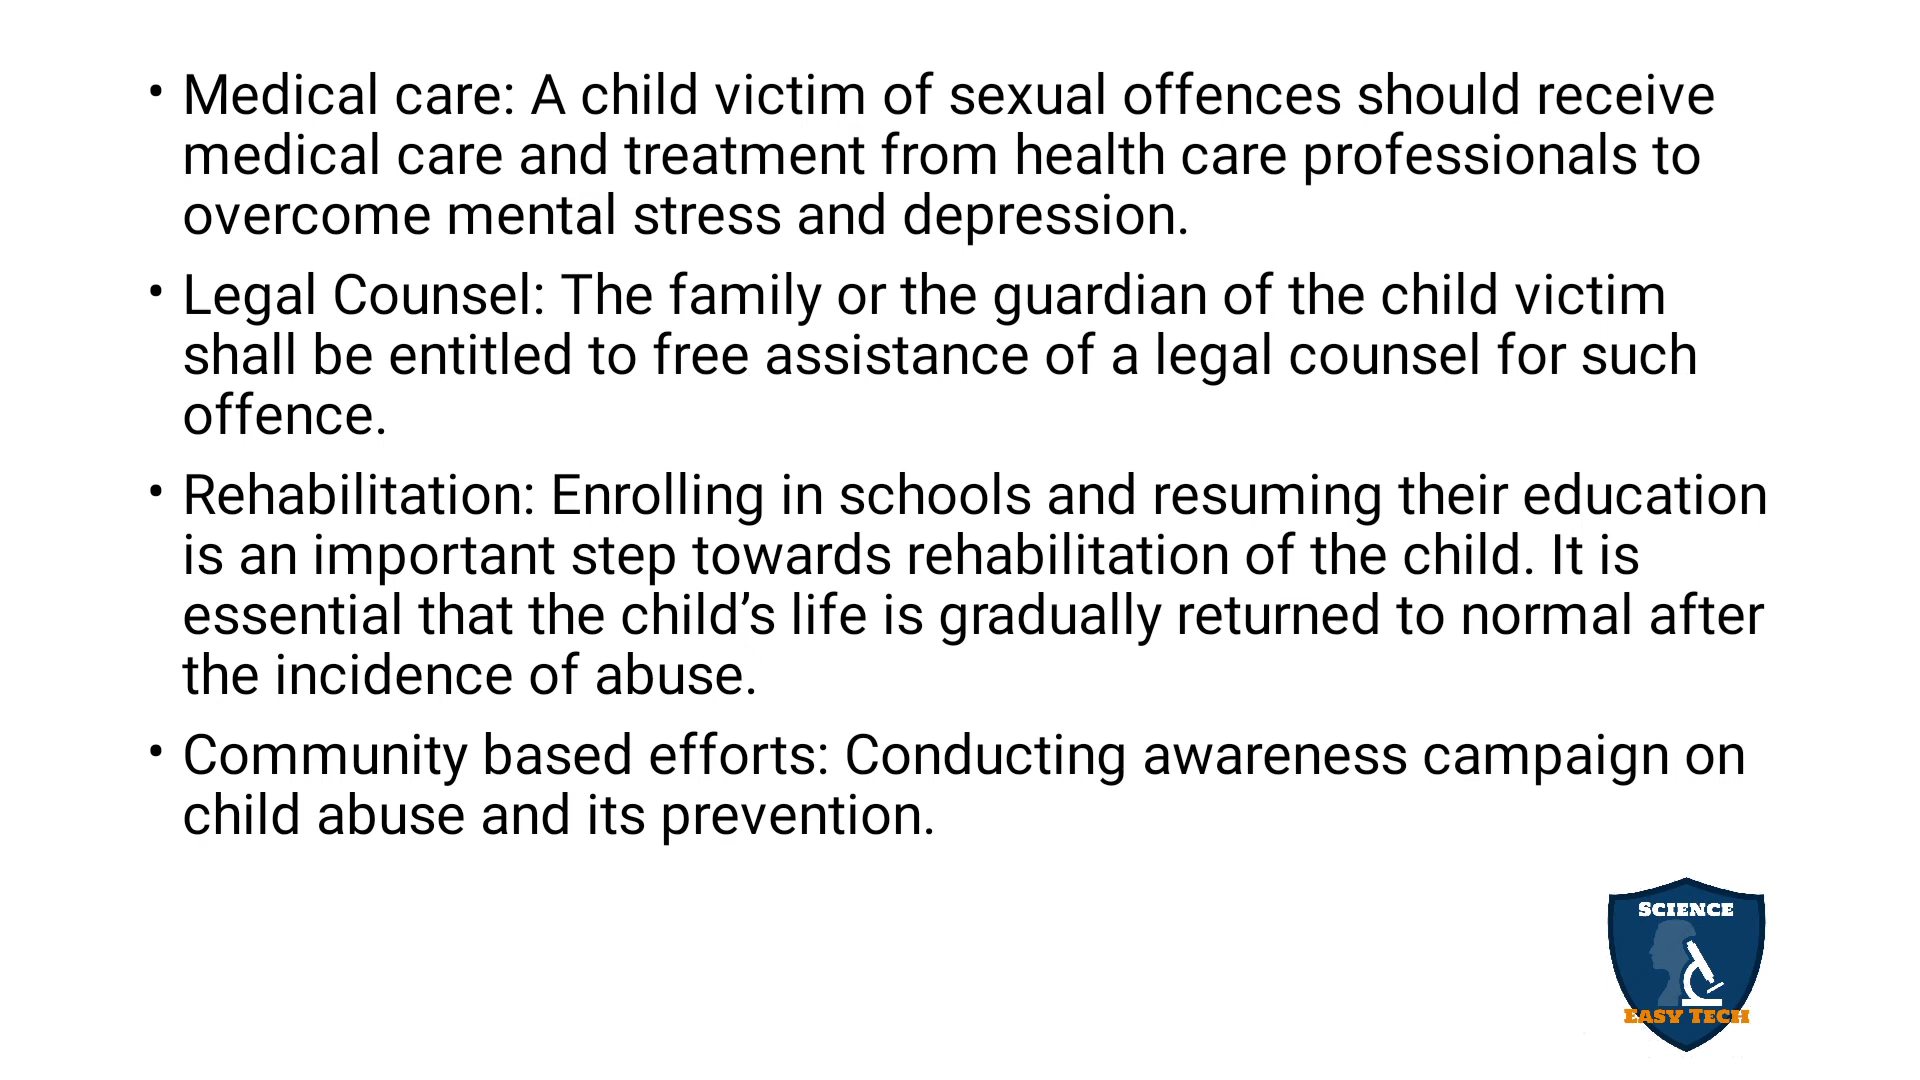 • Medical care: A child victim of sexual offences should receive
medical care and treatment from health care professionals to
overcome mental stress and depression.
• Legal Counsel: The family or the guardian of the child victim
shall be entitled to free assistance of a legal counsel for such
offence.
• Rehabilitation: Enrolling in schools and resuming their education
is an important step towards rehabilitation of the child. It is
essential that the child’s life is gradually returned to normal after
the incidence of abuse.
• Community based efforts: Conducting awareness campaign on
child abuse and its prevention.
SCIENCE
EASY TECH